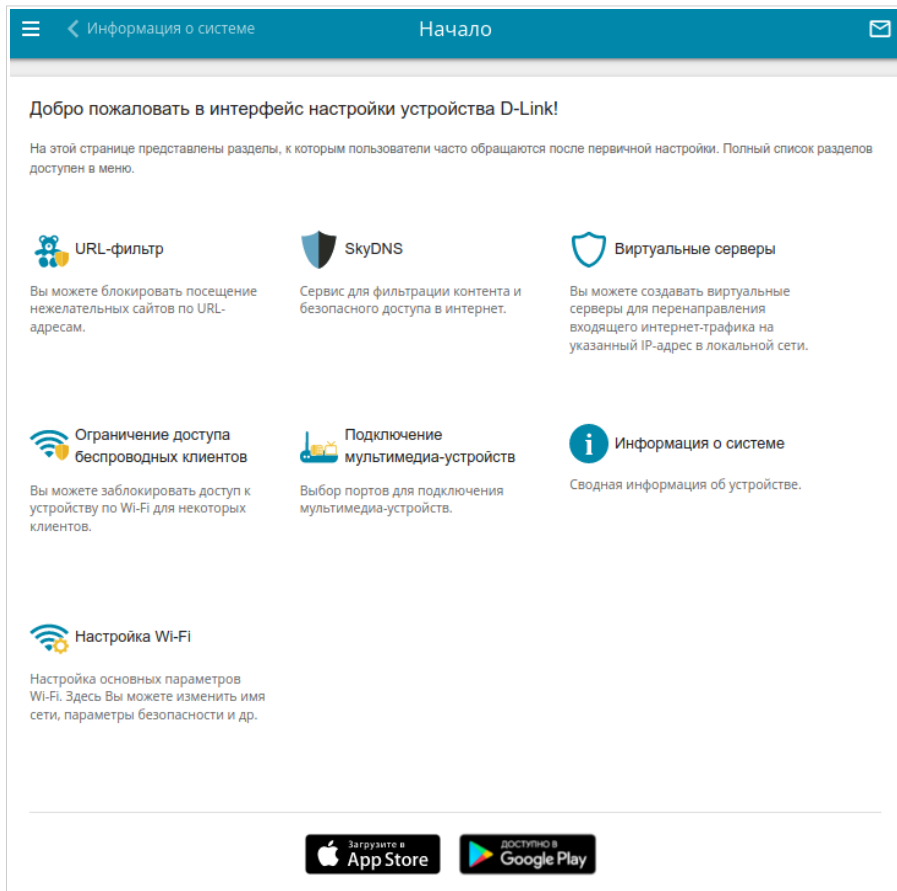 Информация о системе
Начало
Добро пожаловать в интерфейс настройки устройства D-Link!
На этой странице представлены разделы, к которым пользователи часто обращаются после первичной настройки. Полный список разделов
доступен в меню.
URL-фильтр
Вы можете блокировать посещение
нежелательных сайтов по URL-
адресам.
SkyDNS
Сервис для фильтрации контента и
безопасного доступа в интернет.
Виртуальные серверы
Вы можете создавать виртуальные
серверы для перенаправления
входящего интернет-трафика на
указанный IP-адрес в локальной сети.
Ограничение доступа
беспроводных клиентов
Вы можете заблокировать доступ к
устройству по Wi-Fi для некоторых
клиентов.
Подключение
мультимедиа-устройств
Выбор портов для подключения
мультимедиа-устройств.
Информация о системе
Сводная информация об устройстве.
Настройка Wi-Fi
Настройка основных параметров
Wi-Fi. Здесь Вы можете изменить имя
сети, параметры безопасности и др.
Загрузите в
App Store
ДОСТУПНО В
Google Play